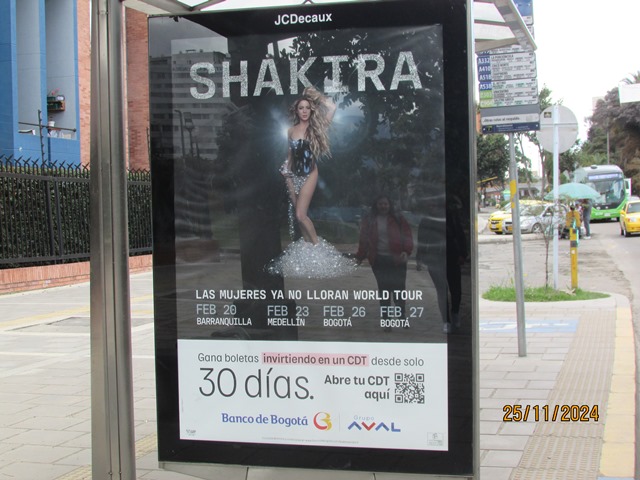 JCDecaux
SHAKIRA
LAS MUJERES YA NO LLORAN WORLD TOUR
FEB 20 FEB 23 FEB 26 FEB 27
BARRANQUILLA MEDELLÍN BOGOTÁ BOGOTÁ
Gana boletas invirtiendo en un CDT desde solo
30 días.
Abre tu CDT
aquí
Banco de Bogotá
Grupo
AVAL
25/11/2024